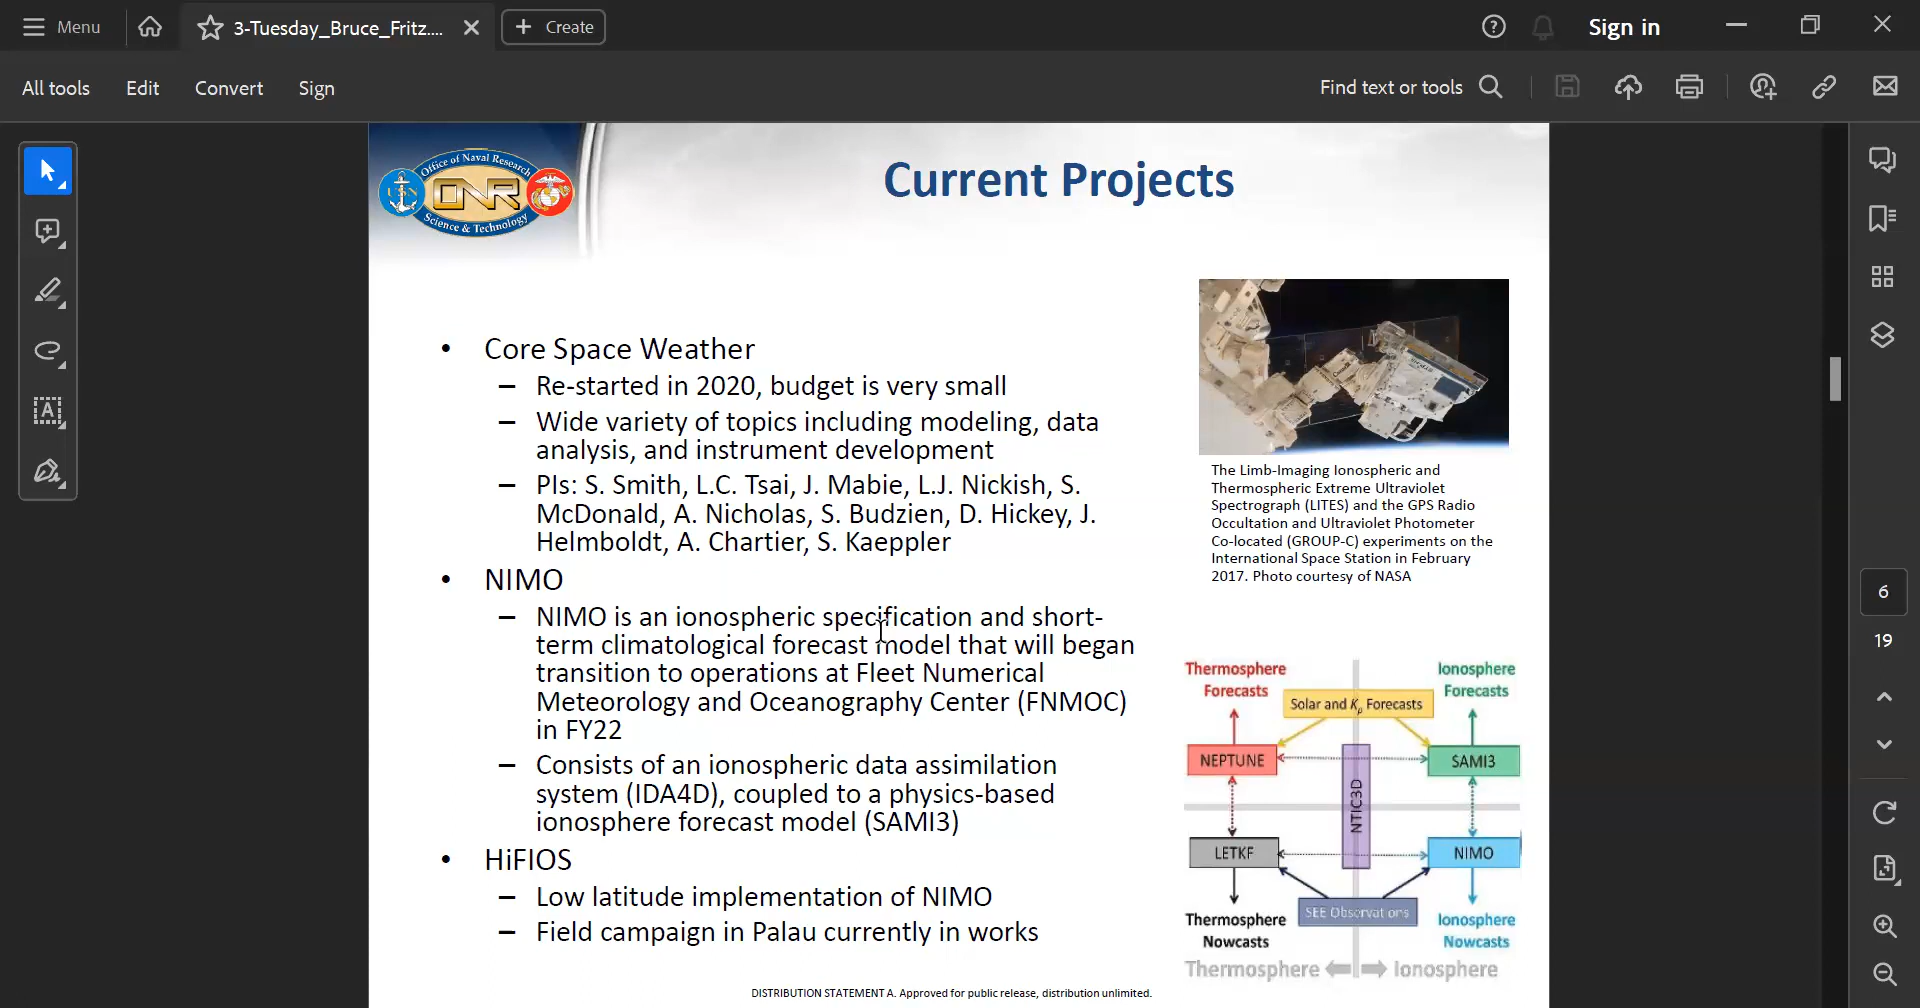 Menu
3-Tuesday_Bruce_Fritz....
Create
Sign in
All tools
Edit
Convert
Sign
Find text or tools
Office of Naval Research
USN
ONR
Science & Technology
Current Projects
• Core Space Weather
– Re-started in 2020, budget is very small
– Wide variety of topics including modeling, data
analysis, and instrument development
– PIs: S. Smith, L.C. Tsai, J. Mabie, L.J. Nickish, S.
McDonald, A. Nicholas, S. Budzien, D. Hickey, J.
Helmboldt, A. Chartier, S. Kaeppler
• NIMO
– NIMO is an ionospheric specification and short-
term climatological forecast model that will began
transition to operations at Fleet Numerical
Meteorology and Oceanography Center (FNMOC)
in FY22
– Consists of an ionospheric data assimilation
system (IDA4D), coupled to a physics-based
ionosphere forecast model (SAMI3)
• HiFIOS
– Low latitude implementation of NIMO
– Field campaign in Palau currently in works
The Limb-Imaging Ionospheric and
Thermospheric Extreme Ultraviolet
Spectrograph (LITES) and the GPS Radio
Occultation and Ultraviolet Photometer
Co-located (GROUP-C) experiments on the
International Space Station in February
2017. Photo courtesy of NASA
Thermosphere
Forecasts
Ionosphere
Forecasts
Solar and Kp Forecasts
NEPTUNE
SAMI3
NTIC3D
LETKF
NIMO
SEE Observations
Thermosphere
Nowcasts
Ionosphere
Nowcasts
Thermosphere
Ionosphere
DISTRIBUTION STATEMENT A. Approved for public release, distribution unlimited.
6
19